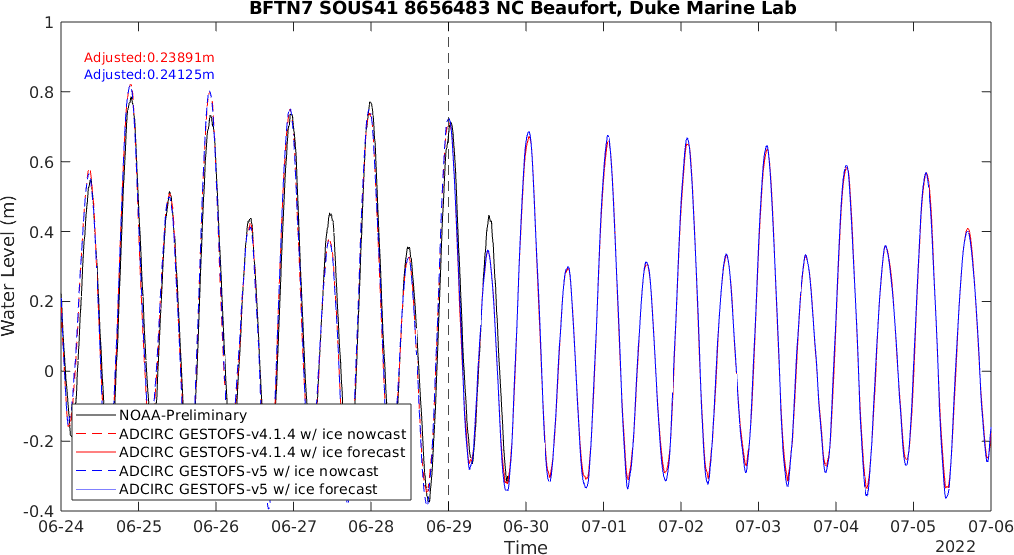 BFTN7 SOUS41 8656483 NC Beaufort, Duke Marine Lab
1
Adjusted:0.23891m
Adjusted:0.24125m
0.8
0.6
0.4
0.2
0
-0.2
-0.4
Water Level (m)
NOAA-Preliminary
ADCIRC GESTOFS-v4.1.4 w/ ice nowcast
ADCIRC GESTOFS-v4.1.4 w/ ice forecast
ADCIRC GESTOFS-v5 w/ ice nowcast
ADCIRC GESTOFS-v5 w/ ice forecast
06-24 06-25 06-26 06-27 06-28 06-29 06-30 07-01 07-02 07-03 07-04 07-05 07-06
Time
2022